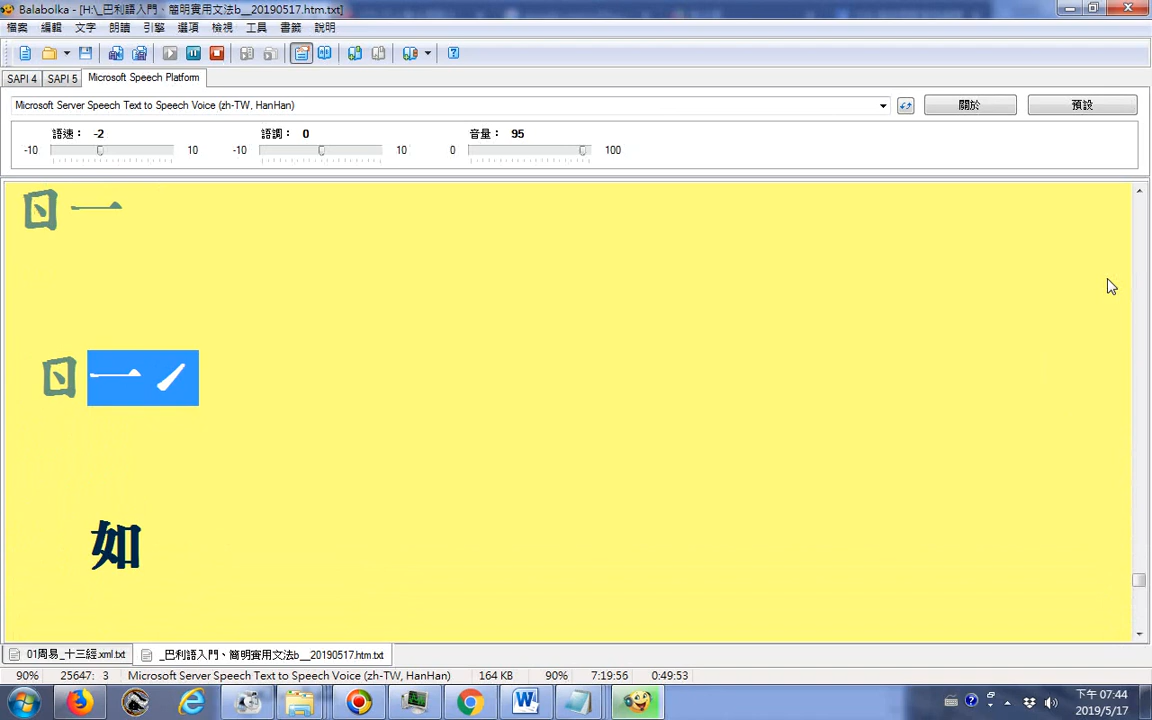 Balabolka - [H:\_巴利語入門、簡明實用文法b__20190517.htm.txt]
檔案 編輯 文字 朗讀 引擎 選項 檢視 工具 書籤 說明
SAPI 4 SAPI 5 Microsoft Speech Platform
Microsoft Server Speech Text to Speech Voice (zh-TW, HanHan) 關於 預設
語速： -2 語調： 0 音量： 95
-10 10 -10 10 0 100
ㄖ一
ㄖ一ˊ
如
01周易_十三經.xml.txt _巴利語入門、簡明實用文法b__20190517.htm.txt
90% 25647: 3 Microsoft Server Speech Text to Speech Voice (zh-TW, HanHan) 164 KB 90% 7:19:56 0:49:53
下午 07:44
2019/5/17